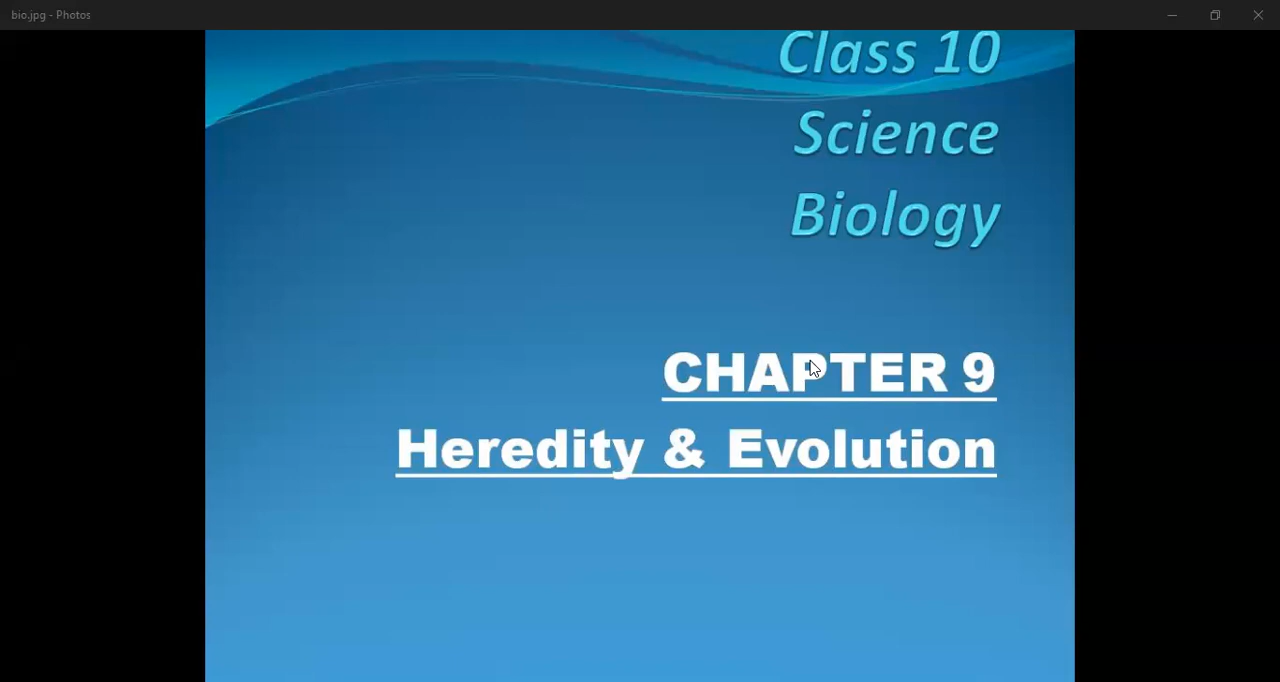 bio.jpg - Photos
Class 10
Science
Biology
CHAPTER 9
Heredity & Evolution